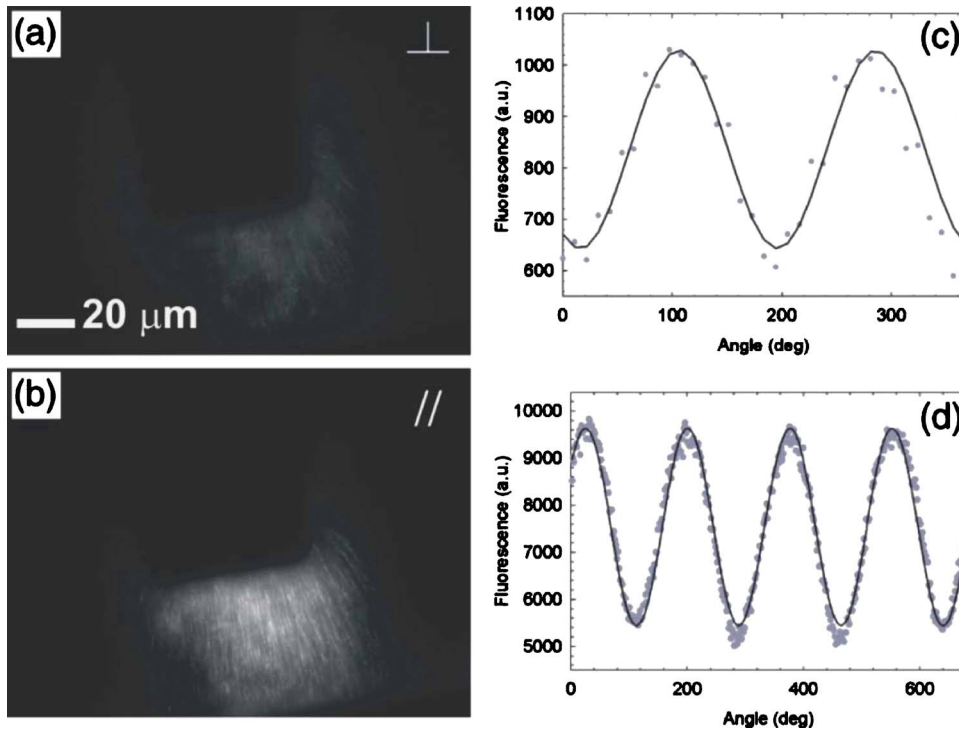 (a)
⊥
20 μm
(b)
//
(c)
1100
1000
900
800
700
600
0
100
200
300
Fluorescence (a.u.)
Angle (deg)
(d)
10000
9000
8000
7000
6000
5000
0
200
400
600
Fluorescence (a.u.)
Angle (deg)